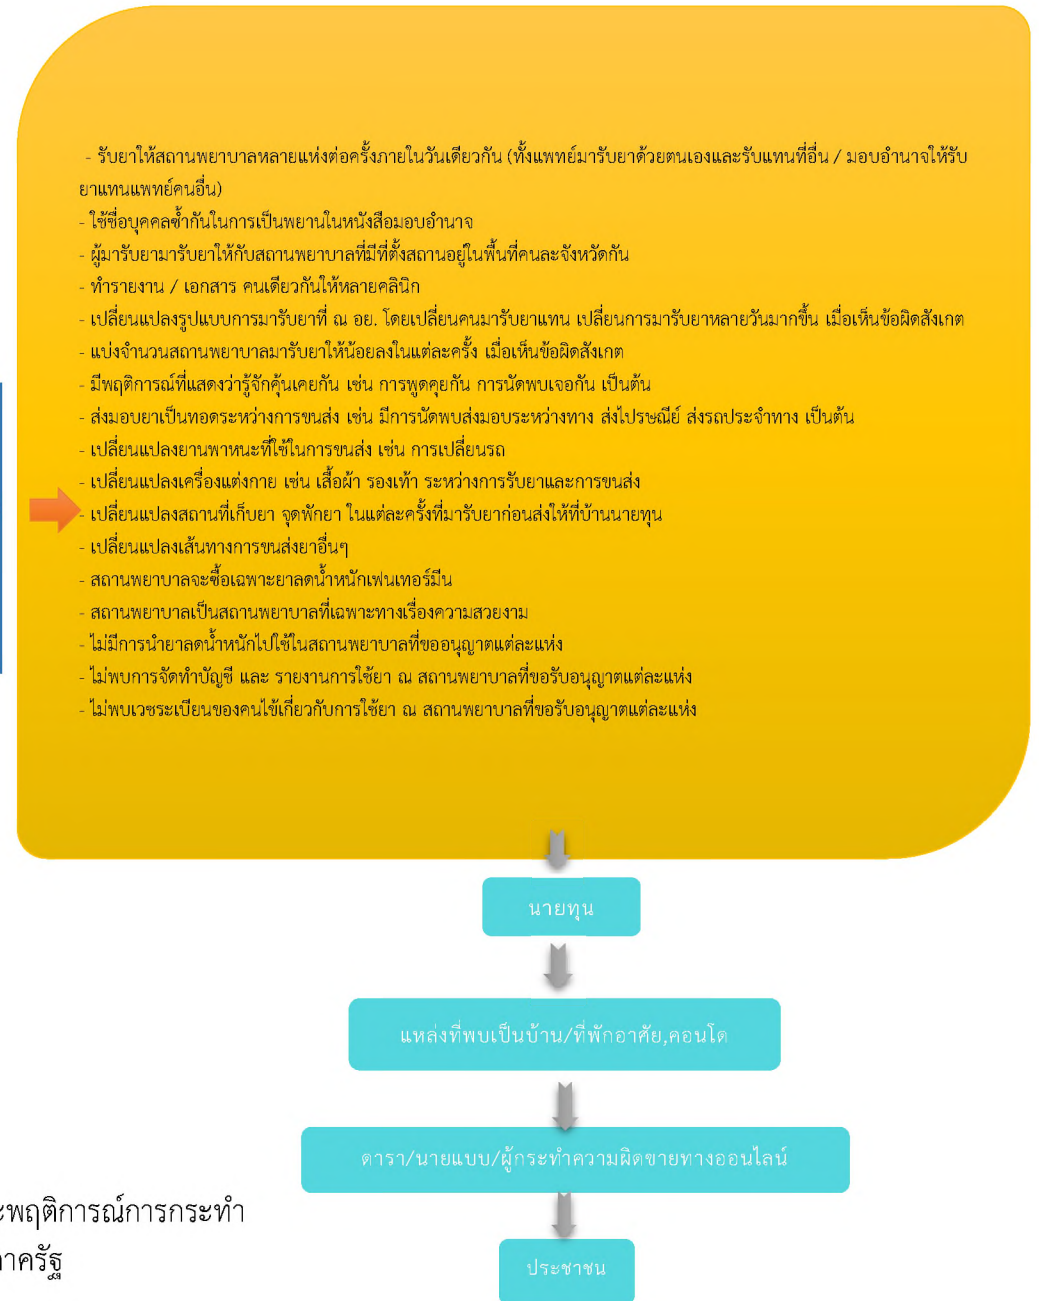 - รับยาให้สถานพยาบาลหลายแห่งต่อครั้งภายในวันเดียวกัน (ทั้งแพทย์มารับยาด้วยตนเองและรับแทนที่อื่น / มอบอำนาจให้รับ
ยาแทนแพทย์คนอื่น)
- ใช้ชื่อบุคคลซ้ำกันในการเป็นพยานในหนังสือมอบอำนาจ
- ผู้มารับยามารับยาให้กับสถานพยาบาลที่มีที่ตั้งสถานอยู่ในพื้นที่คนละจังหวัดกัน
- ทำรายงาน / เอกสาร คนเดียวกันให้หลายคลินิก
- เปลี่ยนแปลงรูปแบบการมารับยาที่ ณ อย. โดยเปลี่ยนคนมารับยาแทน เปลี่ยนการมารับยาหลายวันมากขึ้น เมื่อเห็นข้อผิดสังเกต
- แบ่งจำนวนสถานพยาบาลมารับยาให้น้อยลงในแต่ละครั้ง เมื่อเห็นข้อผิดสังเกต
- มีพฤติการณ์ที่แสดงว่ารู้จักคุ้นเคยกัน เช่น การพูดคุยกัน การนัดพบเจอกัน เป็นต้น
- ส่งมอบยาเป็นทอดระหว่างการขนส่ง เช่น มีการนัดพบส่งมอบระหว่างทาง ส่งไปรษณีย์ ส่งรถประจำทาง เป็นต้น
- เปลี่ยนแปลงยานพาหนะที่ใช้ในการขนส่ง เช่น การเปลี่ยนรถ
- เปลี่ยนแปลงเครื่องแต่งกาย เช่น เสื้อผ้า รองเท้า ระหว่างการรับยาและการขนส่ง
- เปลี่ยนแปลงสถานที่เก็บยา จุดพักยา ในแต่ละครั้งที่มารับยาก่อนส่งให้ที่บ้านนายทุน
- เปลี่ยนแปลงเส้นทางการขนส่งยาอื่นๆ
- สถานพยาบาลจะซื้อเฉพาะยาลดน้ำหนักเฟนเทอร์มีน
- สถานพยาบาลเป็นสถานพยาบาลที่เฉพาะทางเรื่องความสวยงาม
- ไม่มีการนำยาลดน้ำหนักไปใช้ในสถานพยาบาลที่ขออนุญาตแต่ละแห่ง
- ไม่พบการจัดทำบัญชี และ รายงานการใช้ยา ณ สถานพยาบาลที่ขอรับอนุญาตแต่ละแห่ง
- ไม่พบเวชระเบียนของคนไข้เกี่ยวกับการใช้ยา ณ สถานพยาบาลที่ขอรับอนุญาตแต่ละแห่ง
นายทุน
แหล่งที่พบเป็นบ้าน/ที่พักอาศัย,คอนโด
ดารา/นายแบบ/ผู้กระทำความผิดขายทางออนไลน์
ะพฤติการณ์การกระทำ
าครัฐ
ประชาชน